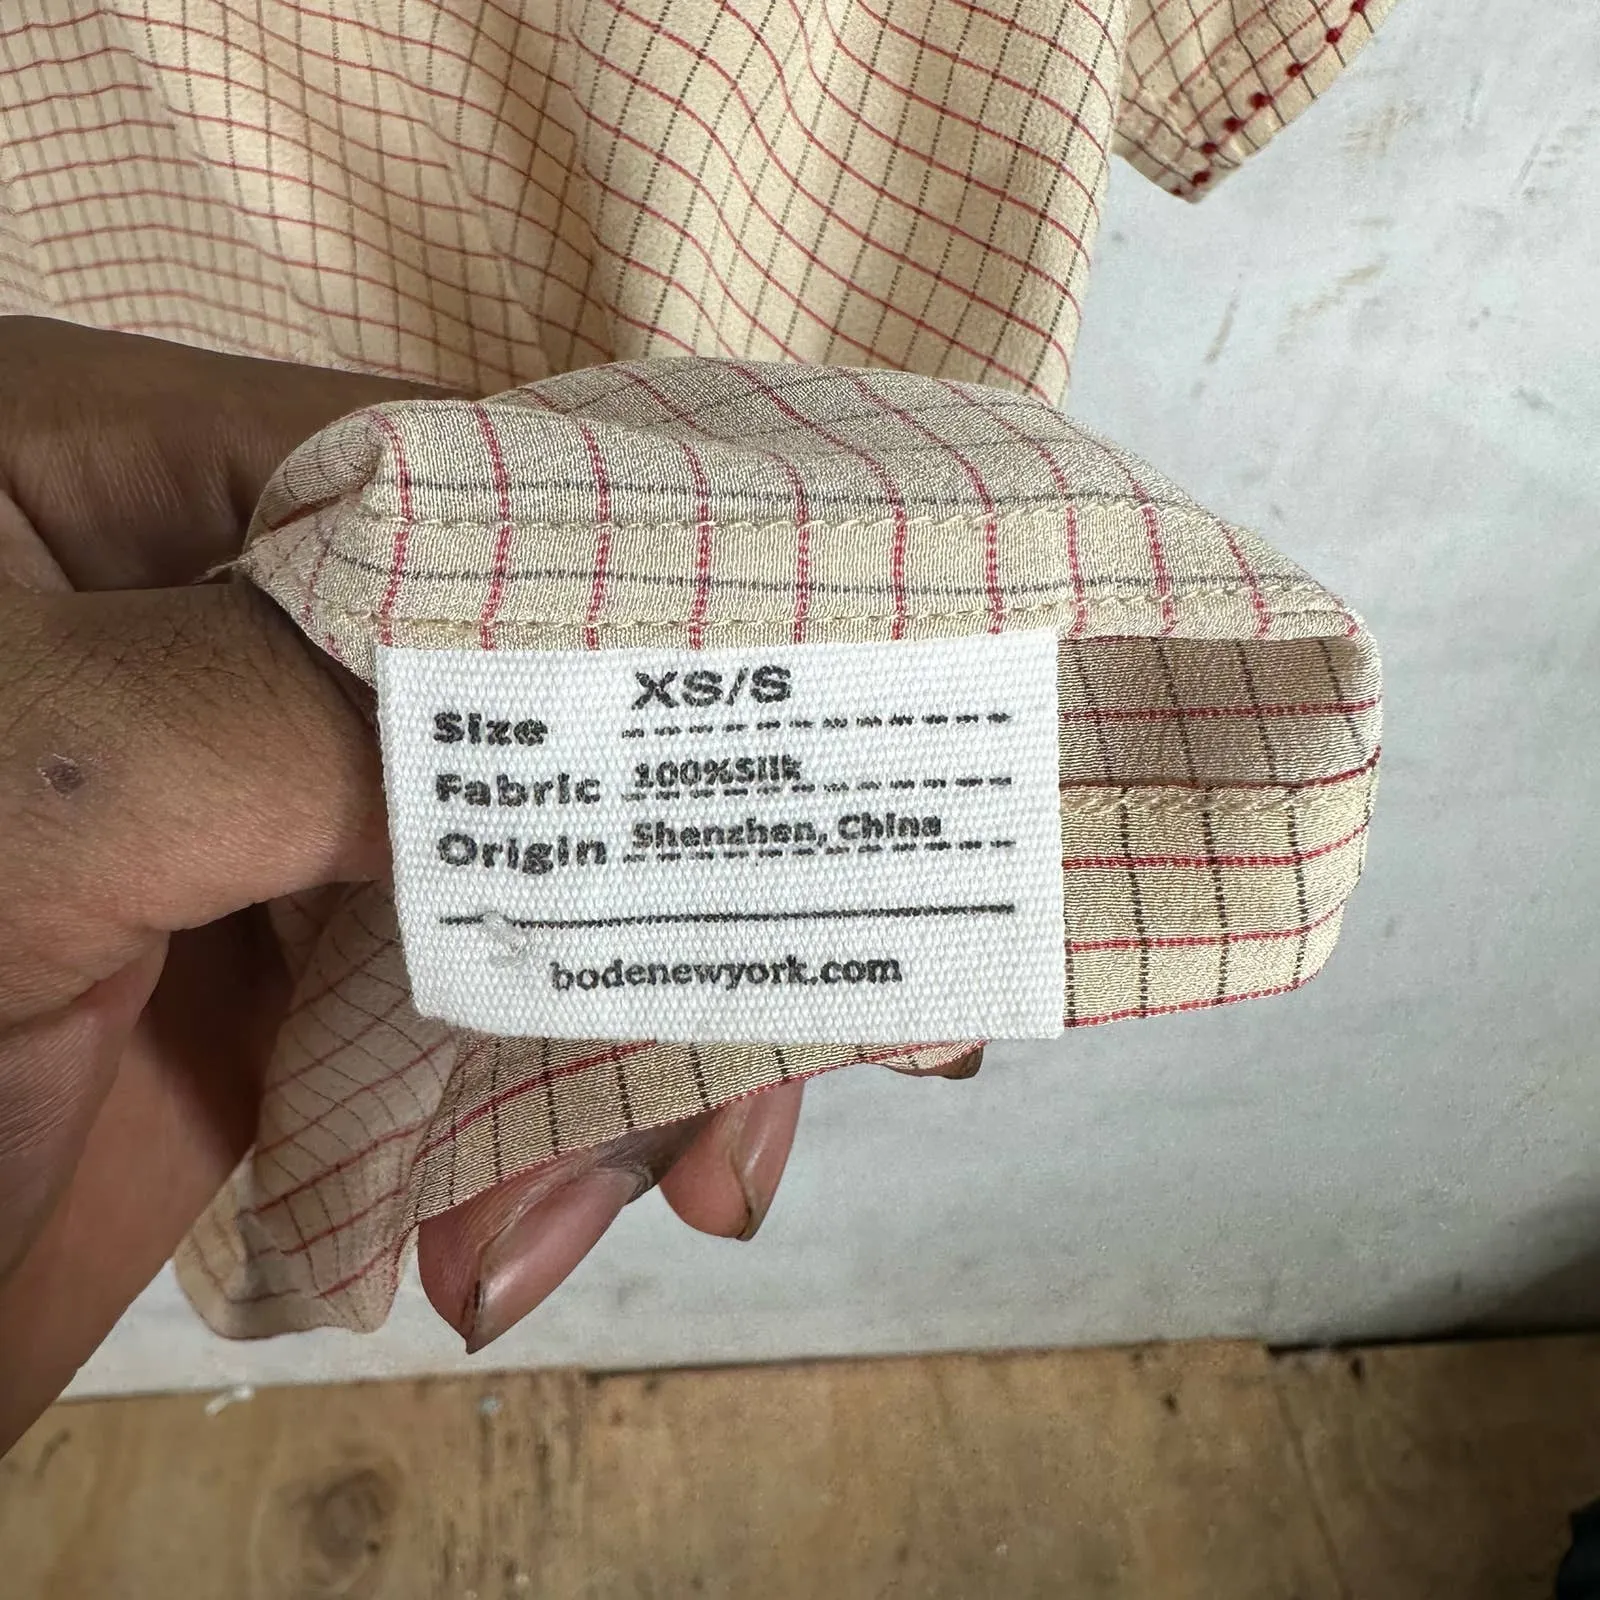 Size XS/S
Fabric 100%Silk
Origin Shenzhen, China
bodenewyork.com